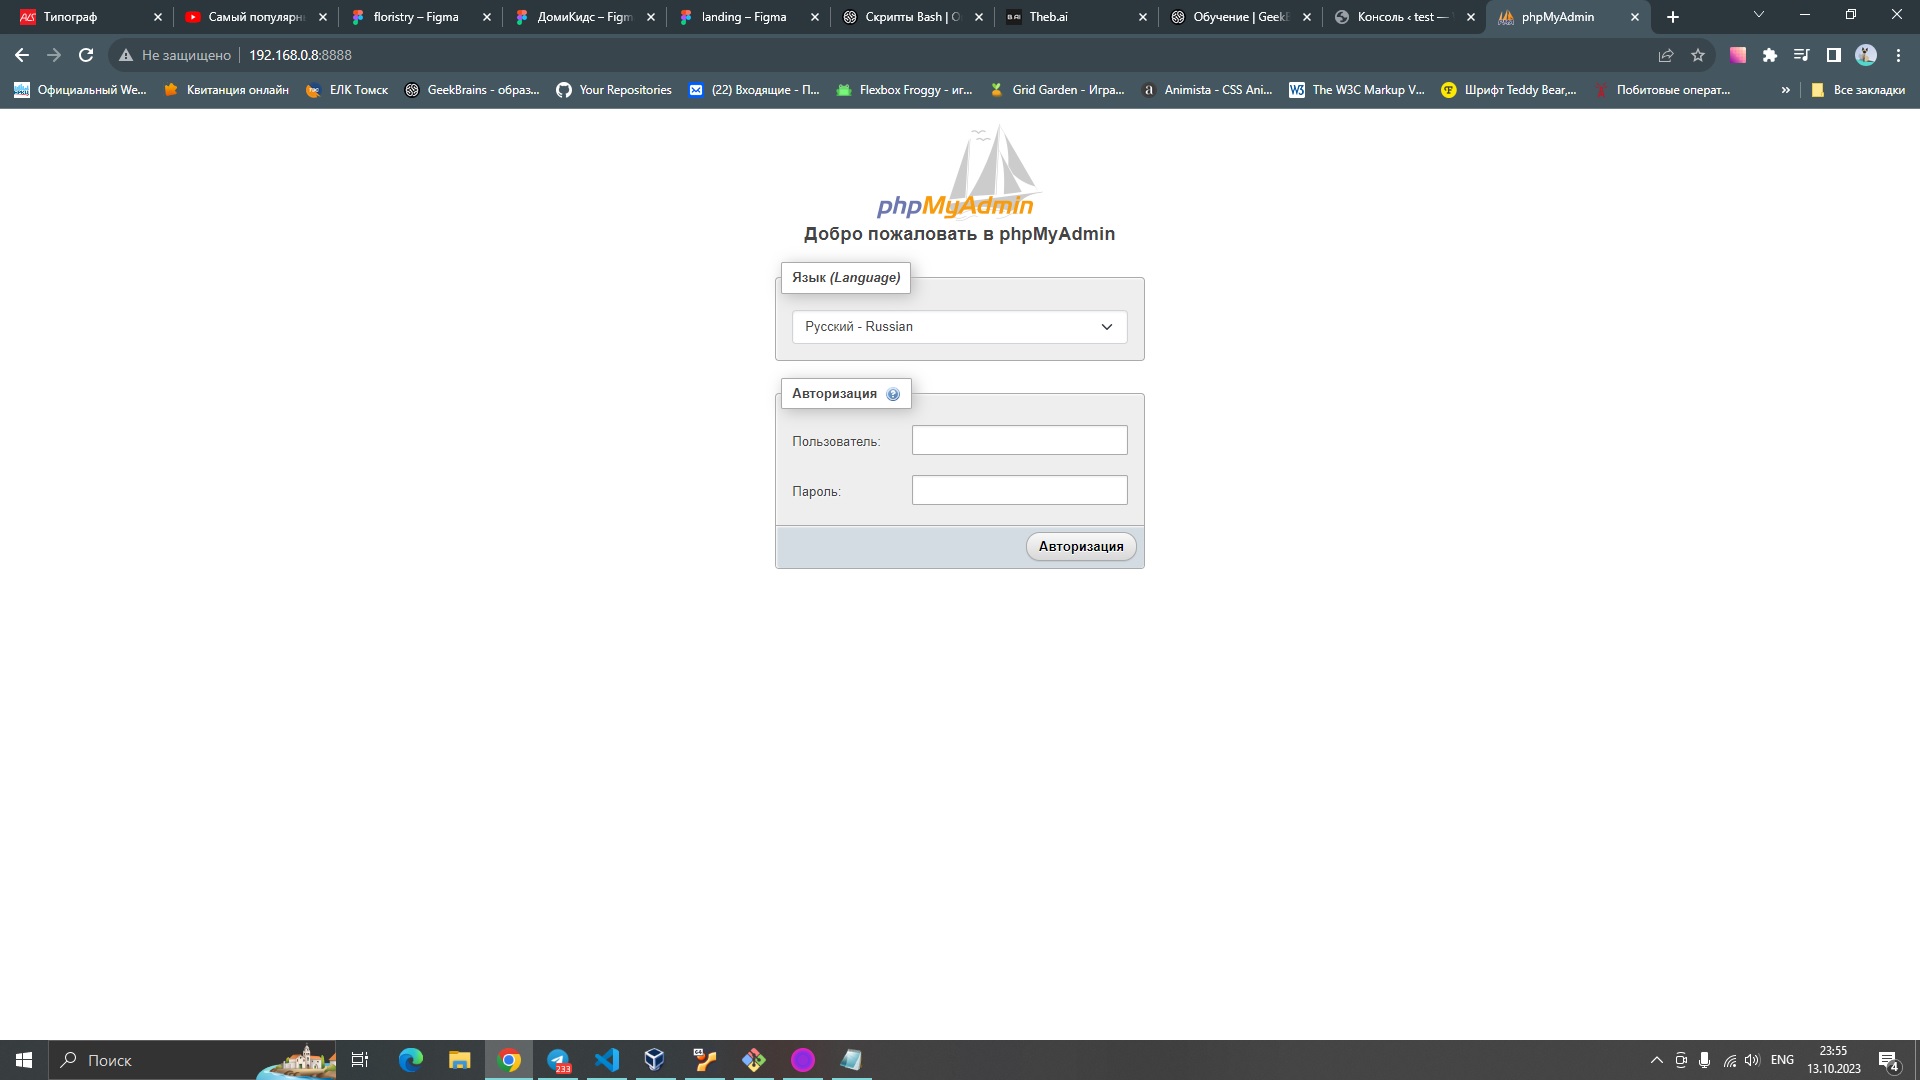 Типограф
Самый популярн
floristry – Figma
ДомиКидс – Figm
landing – Figma
Скрипты Bash | O
Theb.ai
Обучение | GeekB
Консоль ‹ test —
phpMyAdmin
Не защищено
192.168.0.8:8888
Официальный We...
Квитанция онлайн
ЕЛК Томск
GeekBrains - образ...
Your Repositories
(22) Входящие - П...
Flexbox Froggy - иг...
Grid Garden - Игра...
Animista - CSS Ani...
The W3C Markup V...
Шрифт Teddy Bear,...
Побитовые операт...
»
Все закладки
phpMyAdmin
Добро пожаловать в phpMyAdmin
Язык (Language)
Русский - Russian
Авторизация
Пользователь:
Пароль:
Авторизация
Поиск
233
64
ENG
23:55
13.10.2023
4